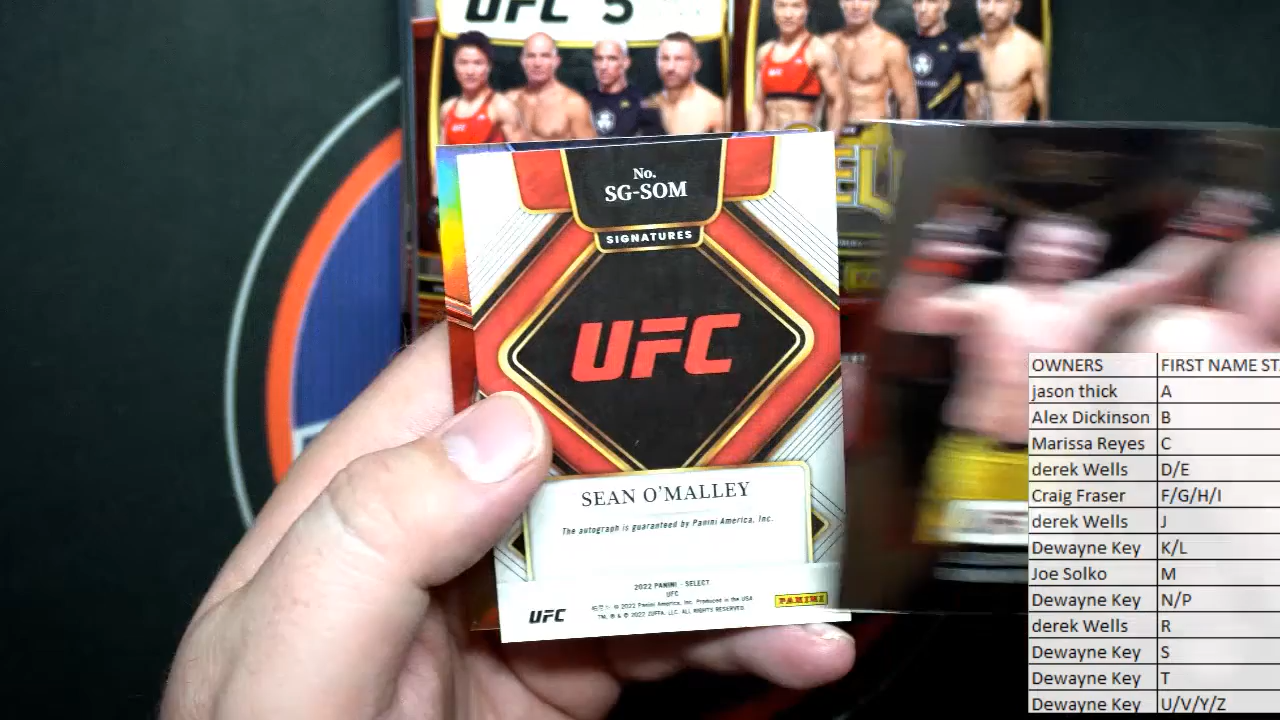 UFC 5
No.
SG-SOM
SIGNATURES
UFC
SEAN O'MALLEY
The autograph is guaranteed by Panini America, Inc.
2022 PANINI - SELECT
UFC
© 2022 Panini America, Inc. Produced in the USA
TM, ® & © 2022 ZUFFA, LLC. ALL RIGHTS RESERVED.
UFC
PANINI
OWNERS FIRST NAME ST
jason thick A
Alex Dickinson B
Marissa Reyes C
derek Wells D/E
Craig Fraser F/G/H/I
derek Wells J
Dewayne Key K/L
Joe Solko M
Dewayne Key N/P
derek Wells R
Dewayne Key S
Dewayne Key T
Dewayne Key U/V/Y/Z